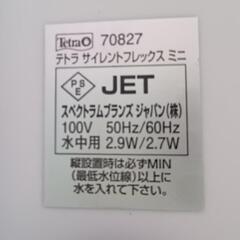 Tetra 70827
テトラ サイレントフレックス ミニ
PSE JET
スペクトラムブランズ ジャパン(株)
100V 50Hz/60Hz
水中用 2.9W/2.7W
縦設置時は必ずMIN
(最低水位線)以上に
水を入れて下さい。